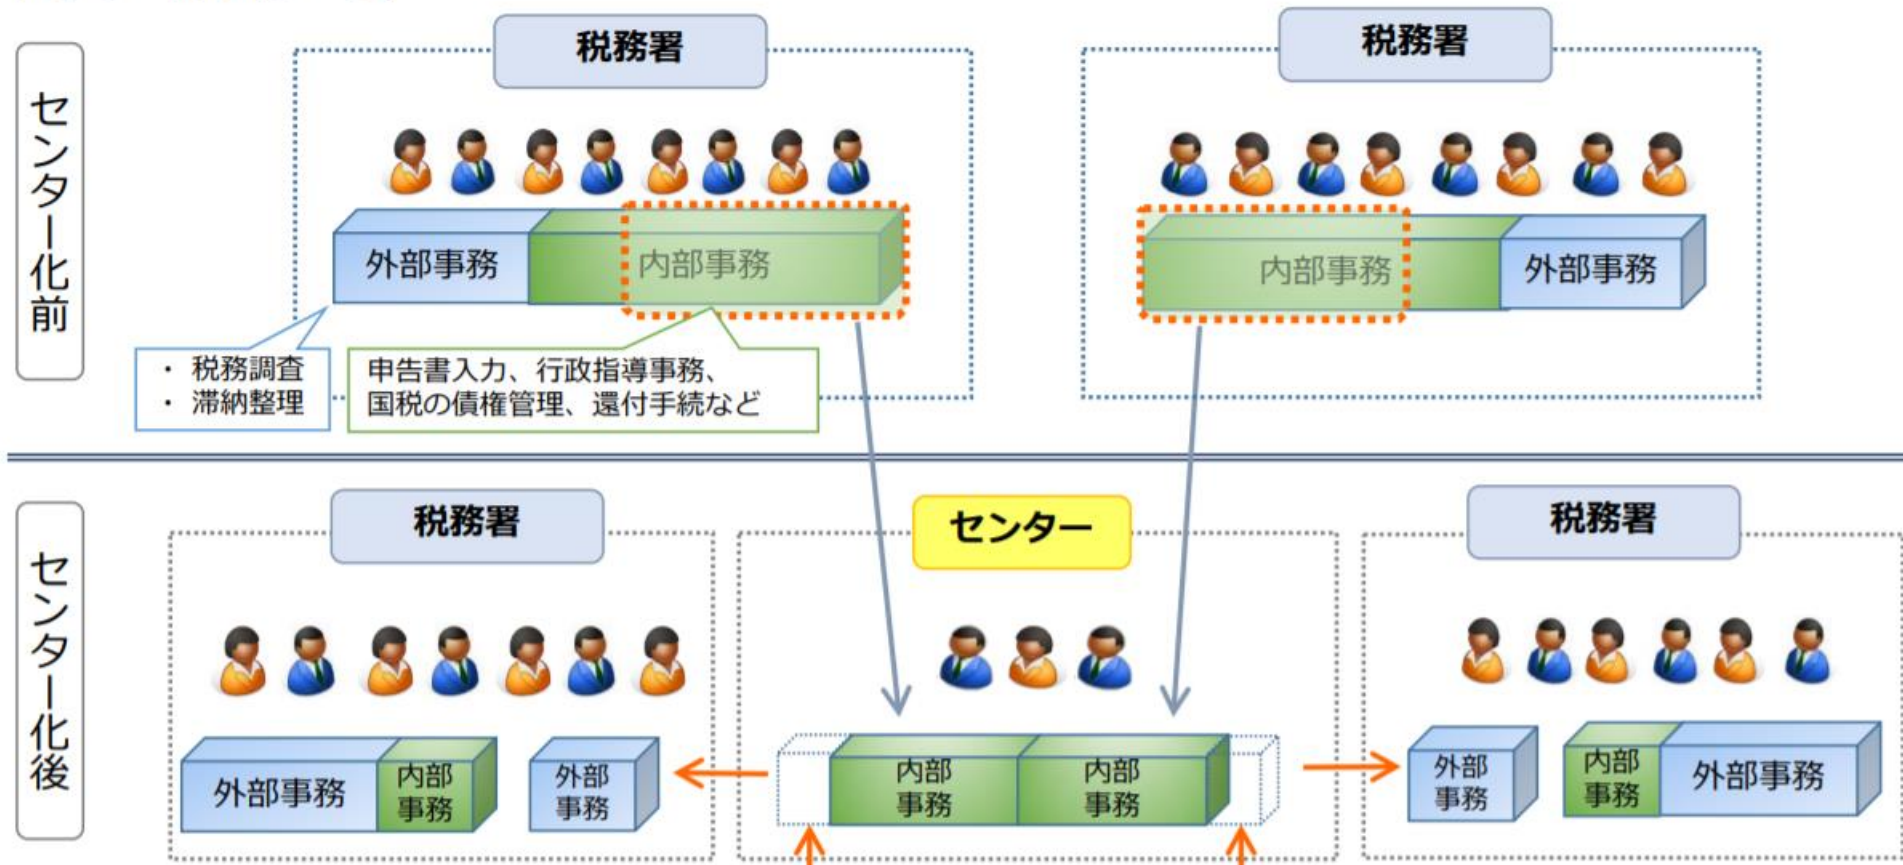 センター化前
税務署
税務署
外部事務
内部事務
内部事務
外部事務
・ 税務調査
・ 滞納整理
申告書入力、行政指導事務、
国税の債権管理、還付手続など
センター化後
税務署
センター
税務署
外部事務
内部
事務
外部
事務
内部
事務
内部
事務
外部
事務
内部
事務
外部事務